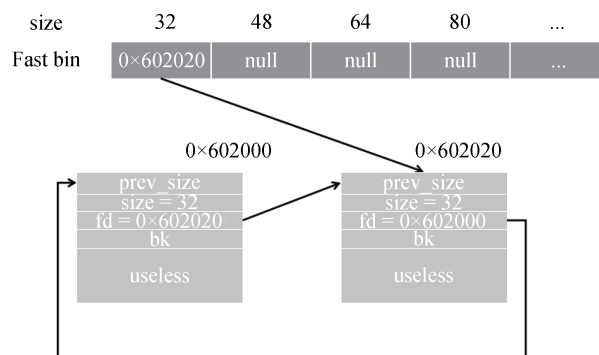 size 32 48 64 80 ...
Fast bin 0×602020 null null null ...
0×602000 0×602020
prev_size prev_size
size = 32 size = 32
fd = 0×602020 fd = 0×602000
bk bk
useless useless